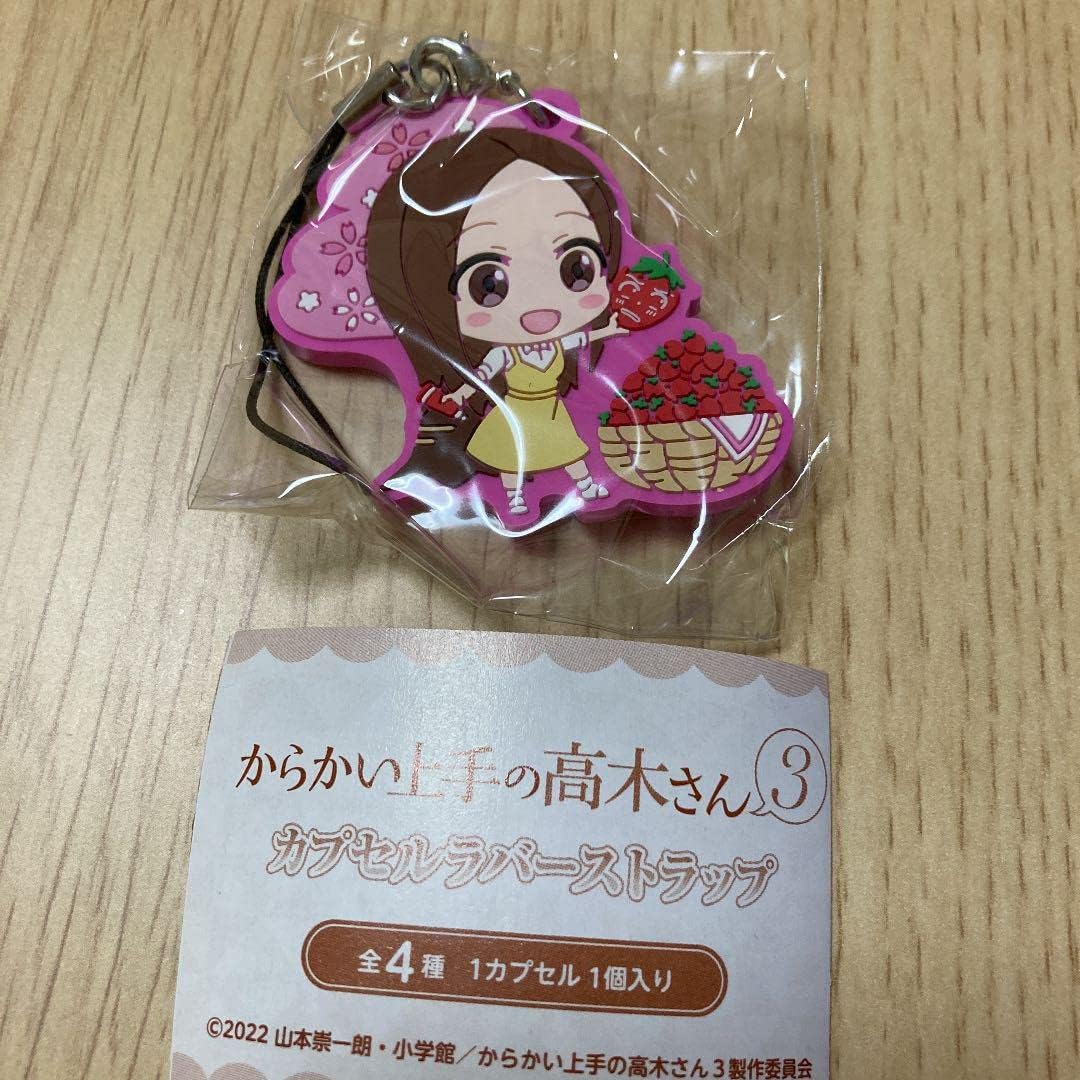 からかい上手の高木さん3
カプセルラバーストラップ
全4種 1カプセル1個入り
©2022 山本崇一朗・小学館／からかい上手の高木さん3製作委員会